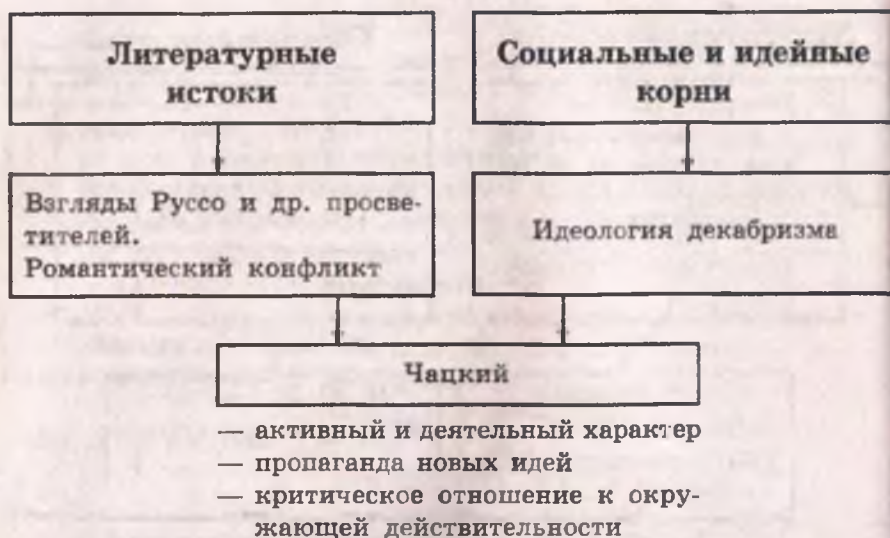 Литературные
истоки
Социальные и идейные
корни
Взгляды Руссо и др. просве-
тителей.
Романтический конфликт
Идеология декабризма
Чацкий
— активный и деятельный характер
— пропаганда новых идей
— критическое отношение к окру-
жающей действительности